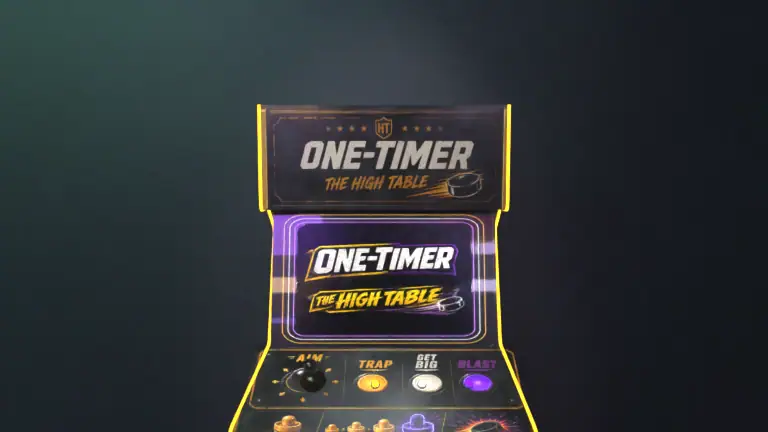 HT
ONE-TIMER
THE HIGH TABLE
ONE-TIMER
THE HIGH TABLE
AIM
TRAP
GET
BIG
BLAST